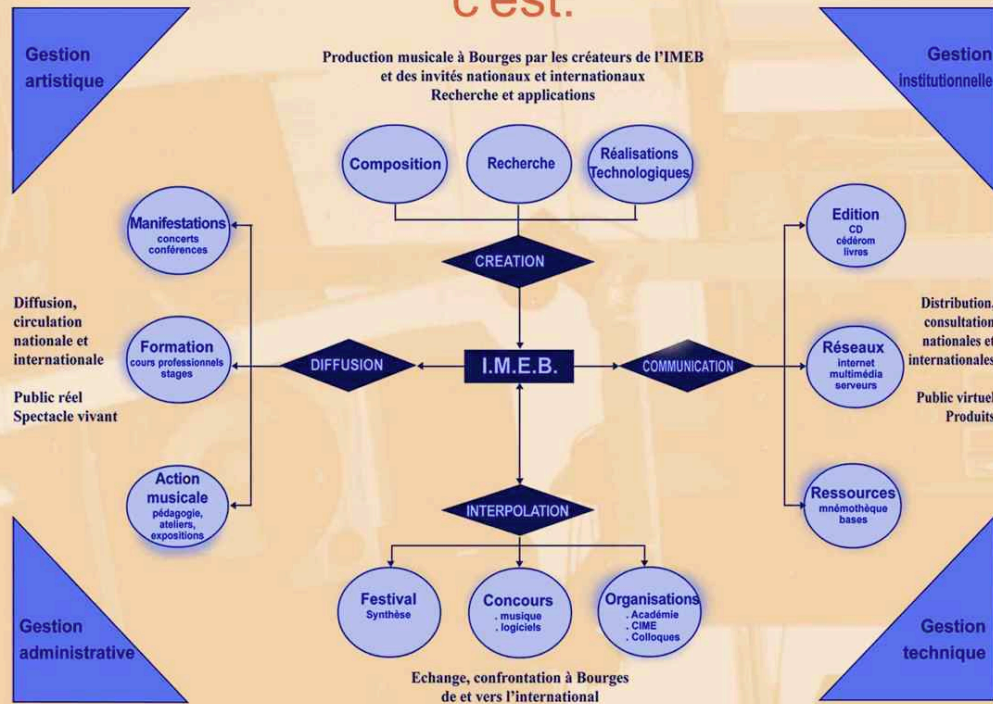 c'est:
Gestion
artistique
Production musicale à Bourges par les créateurs de l'IMEB
et des invités nationaux et internationaux
Recherche et applications
Gestion
institutionnelle
Composition
Recherche
Réalisations
Technologiques
Manifestations
concerts
conférences
CREATION
Edition
CD
cédérom
livres
Diffusion,
circulation
nationale et
internationale
Public réel
Spectacle vivant
Formation
cours professionnels
stages
DIFFUSION
I.M.E.B.
COMMUNICATION
Réseaux
internet
multimédia
serveurs
Distribution,
consultation
nationales et
internationales
Public virtuel
Produits
Action
musicale
pédagogie,
ateliers,
expositions
INTERPOLATION
Ressources
mnémothèque
bases
Festival
Synthèse
Concours
. musique
. logiciels
Organisations
. Académie
. CIME
. Colloques
Gestion
administrative
Echange, confrontation à Bourges
de et vers l'international
Gestion
technique